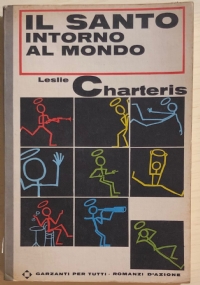 IL SANTO
INTORNO
AL MONDO
Leslie
Charteris
GARZANTI PER TUTTI · ROMANZI D'AZIONE